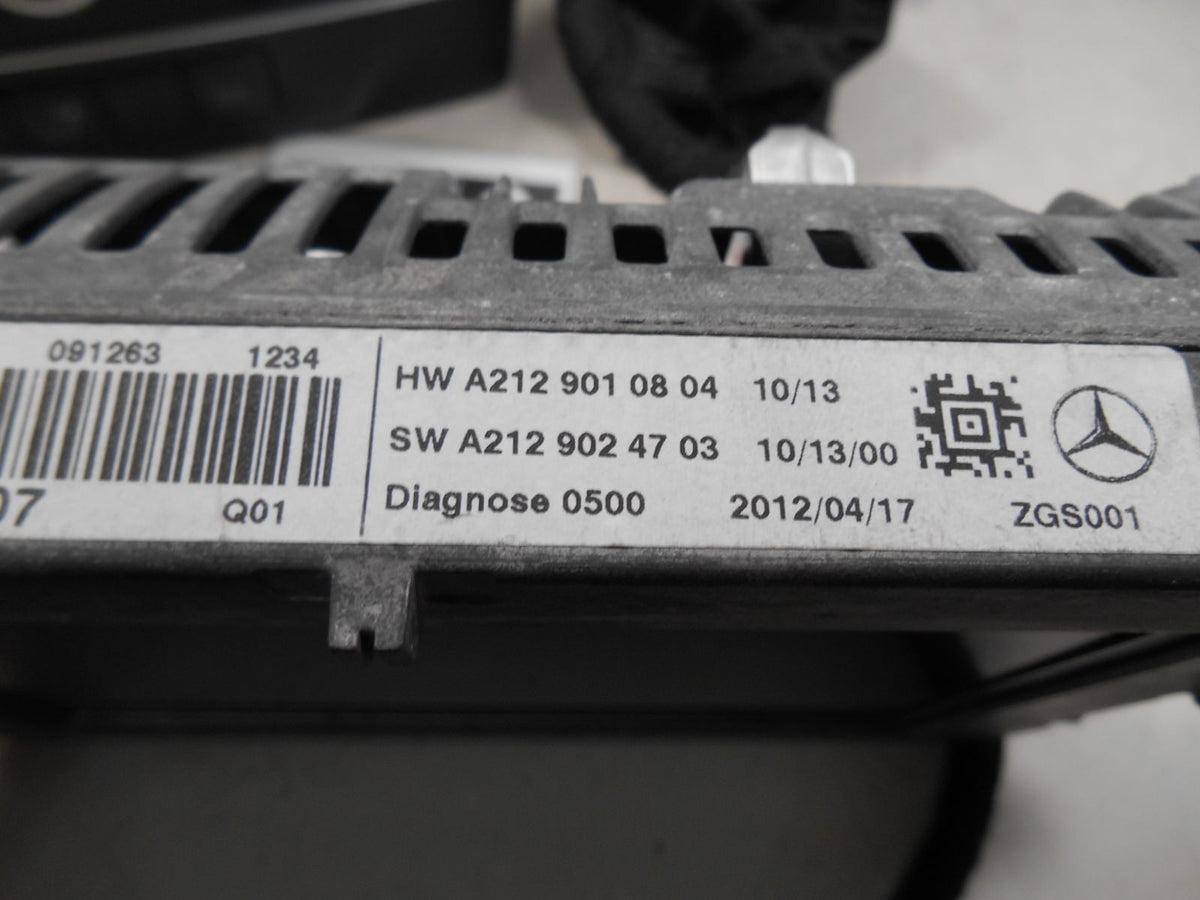 091263 1234
07 Q01
HW A212 901 08 04 10/13
SW A212 902 47 03 10/13/00
Diagnose 0500 2012/04/17 ZGS001